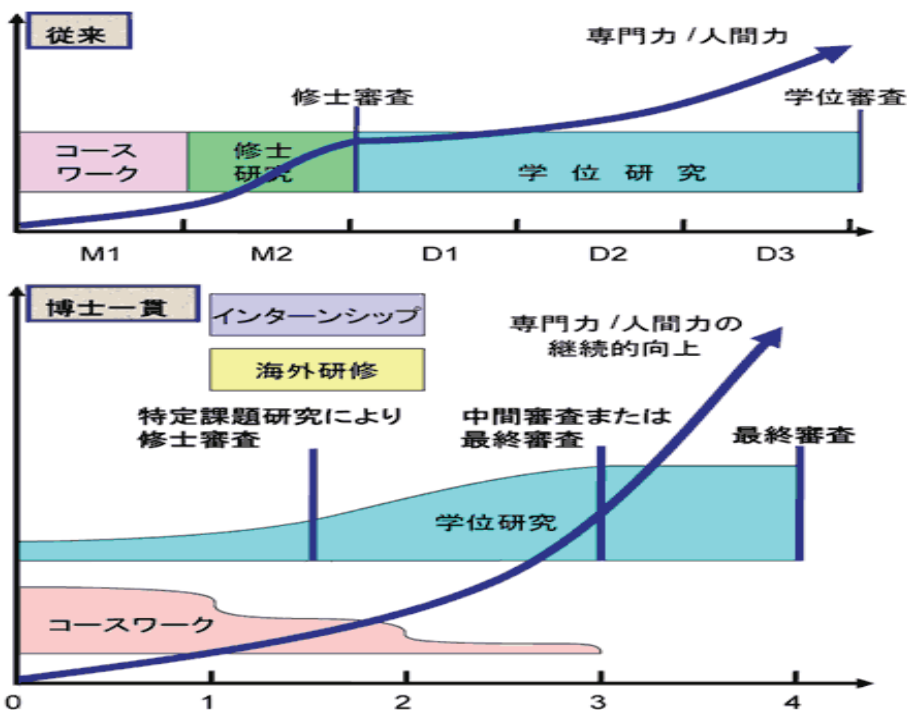 従来
専門力 /人間力
修士審査
学位審査
コース
ワーク
修士
研究
学 位 研 究
M1
M2
D1
D2
D3
博士一貫
インターンシップ
専門力 /人間力の
継続的向上
海外研修
特定課題研究により
修士審査
中間審査または
最終審査
最終審査
学位研究
コースワーク
0
1
2
3
4